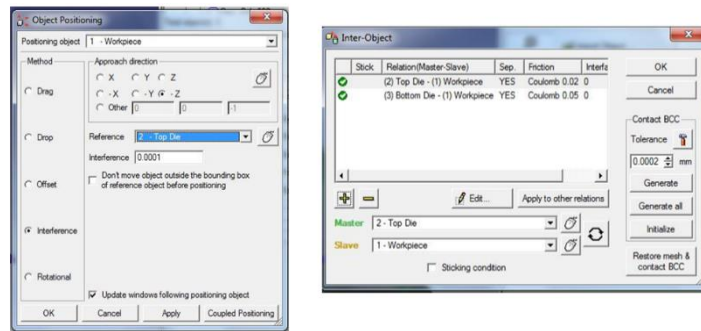 Object Positioning
Positioning object 1 - Workpiece
Method
Drag
Drop
Offset
Interference
Rotational
Approach direction
X Y Z
-X -Y -Z
Other 0 0 -1
Reference 2 - Top Die
Interference 0.0001
Don't move object outside the bounding box
of reference object before positioning
Update windows following positioning object
OK Cancel Apply Coupled Positioning
Inter-Object
Stick Relation(Master-Slave) Sep. Friction Interfa
(2) Top Die - (1) Workpiece YES Coulomb 0.02 0
(3) Bottom Die - (1) Workpiece YES Coulomb 0.05 0
Edit... Apply to other relations
Master 2 - Top Die
Slave 1 - Workpiece
Sticking condition
OK
Cancel
Contact BCC
Tolerance
0.0002 mm
Generate
Generate all
Initialize
Restore mesh &
contact BCC